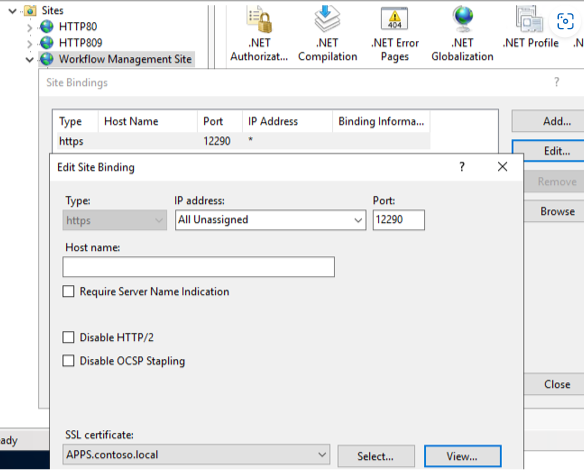 Sites
HTTP80
HTTP809
Workflow Management Site
404
.NET Authorizat...
.NET Compilation
.NET Error Pages
.NET Globalization
.NET Profile
Site Bindings
?
Type Host Name Port IP Address Binding Informa...
https 12290 *
Add...
Edit...
Remove
Browse
Close
Edit Site Binding ?
Type: IP address: Port:
https All Unassigned 12290
Host name:
Require Server Name Indication
Disable HTTP/2
Disable OCSP Stapling
SSL certificate:
APPS.contoso.local Select... View...
eady